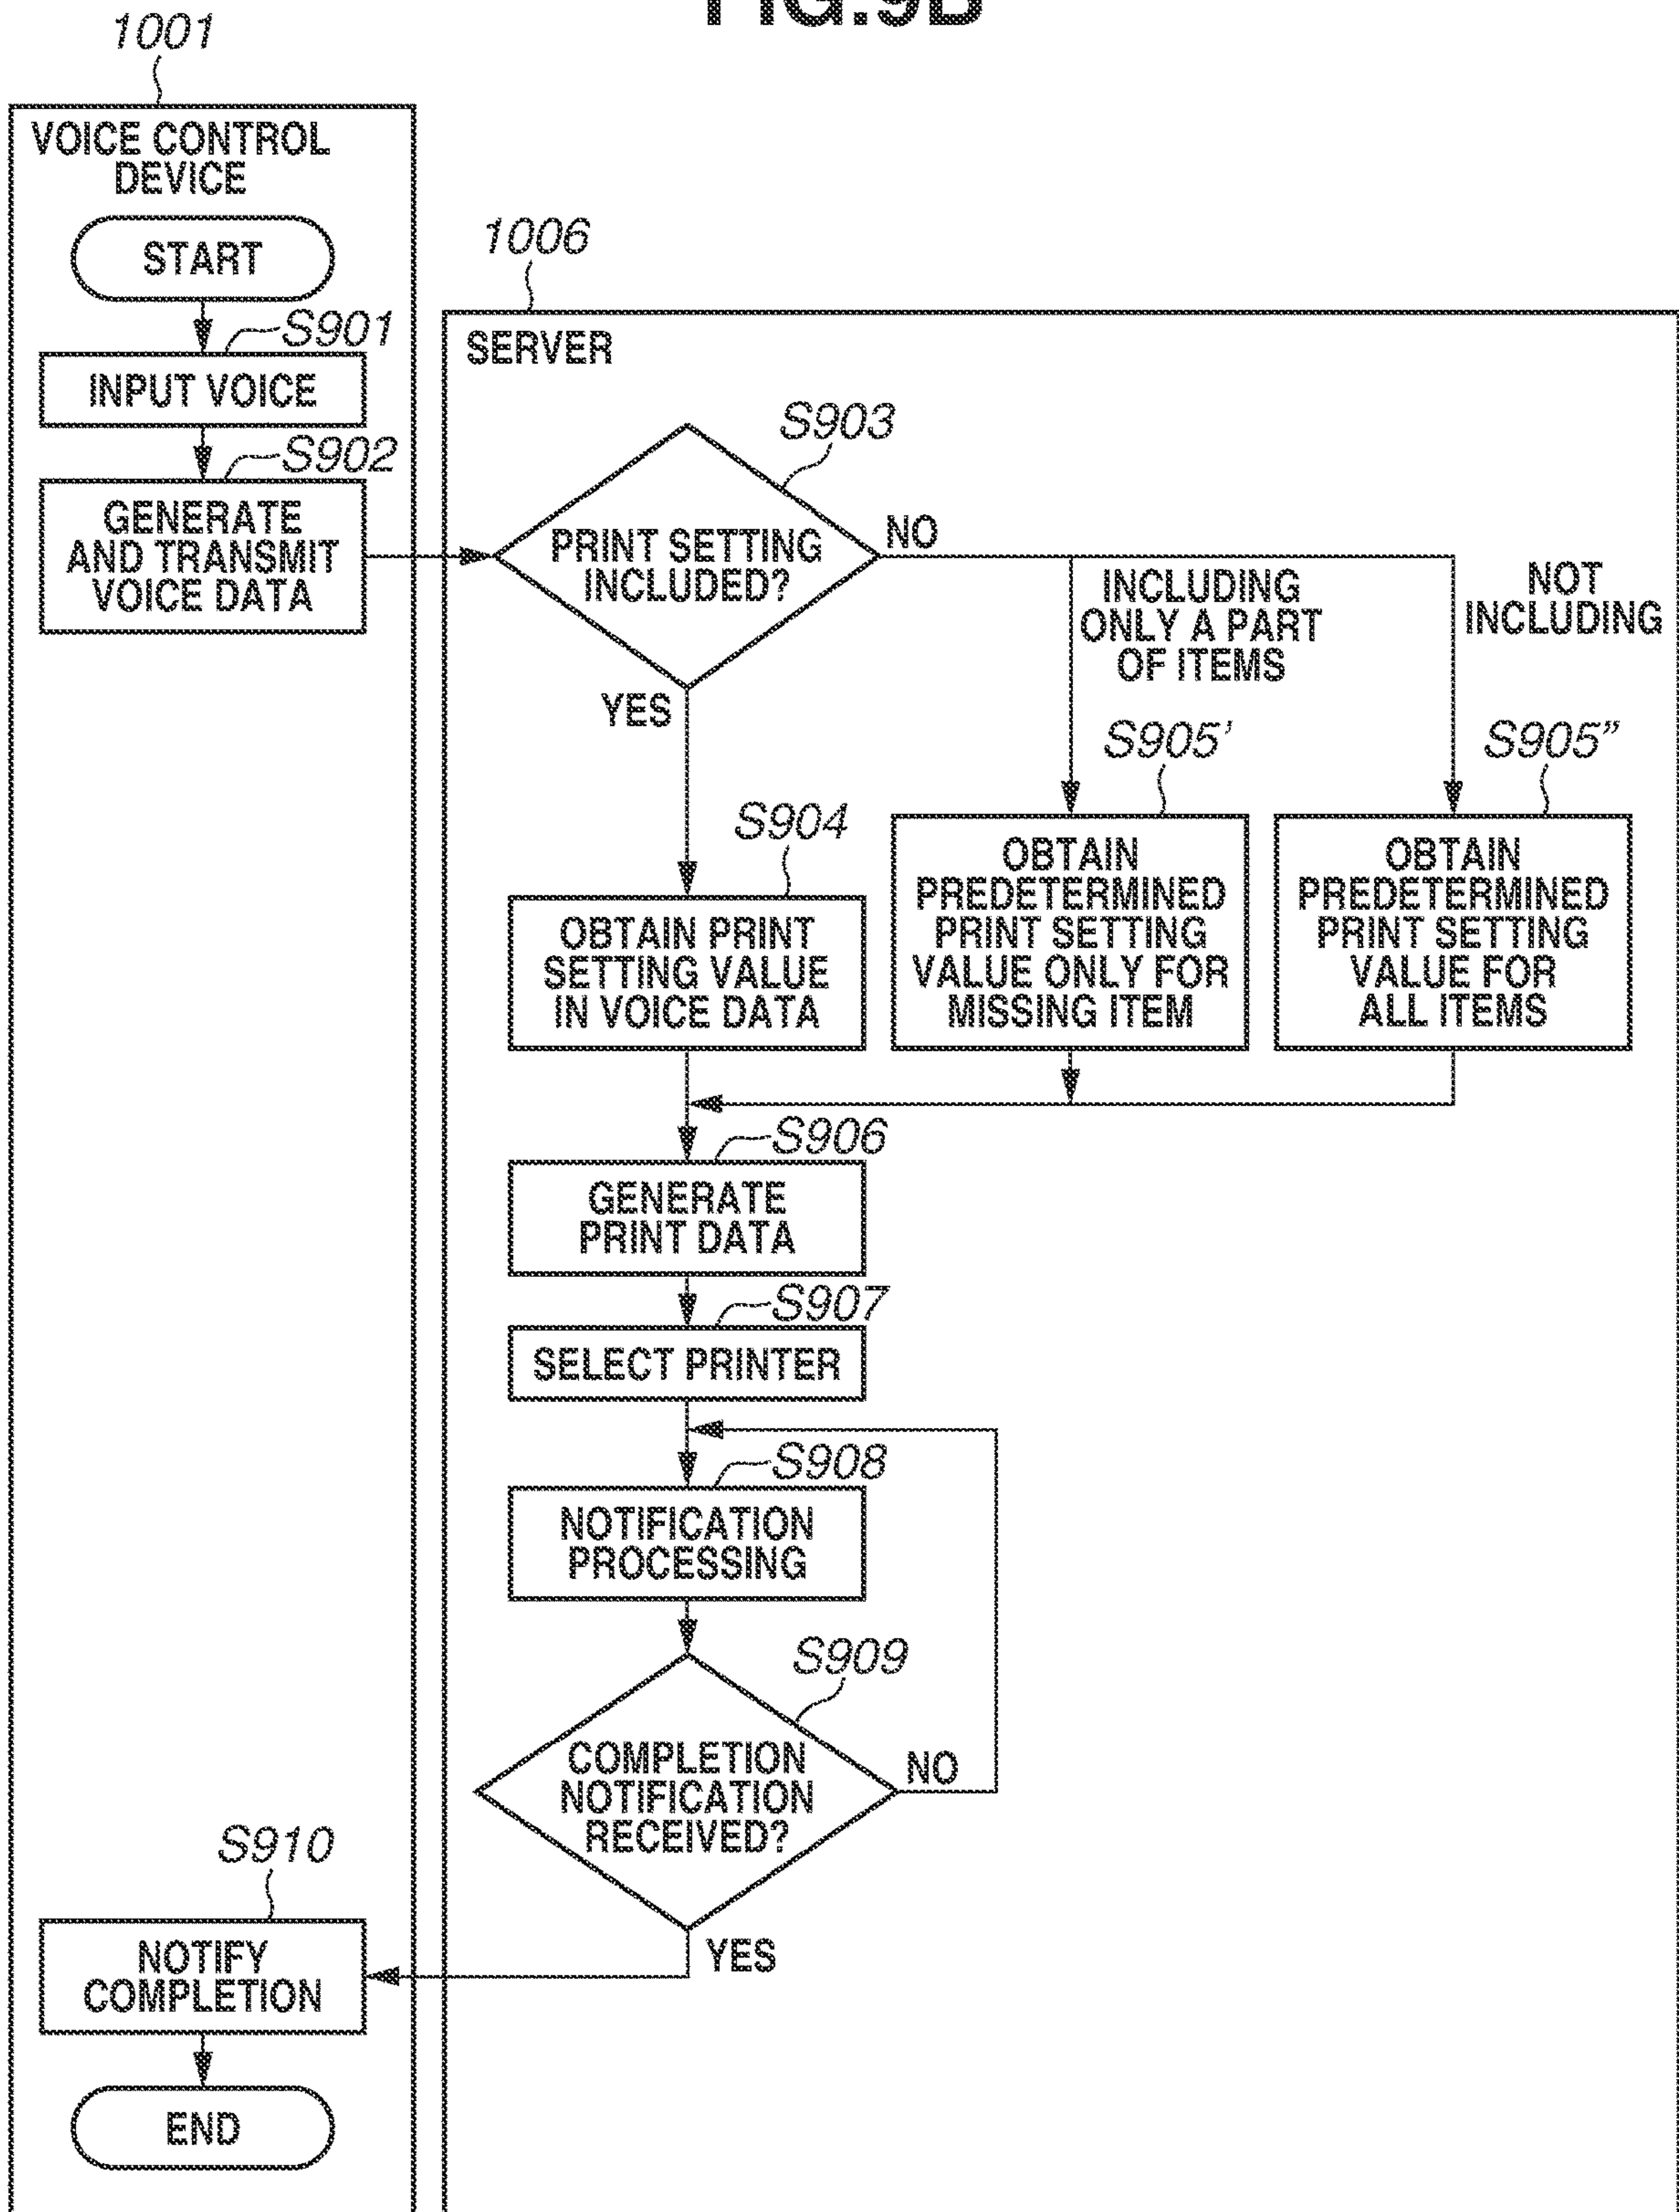 FIG.9B
1001
VOICE CONTROL
DEVICE
START
S901
INPUT VOICE
S902
GENERATE
AND TRANSMIT
VOICE DATA
1006
SERVER
S903
PRINT SETTING
INCLUDED?
NO
INCLUDING
ONLY A PART
OF ITEMS
NOT
INCLUDING
YES
S904
OBTAIN PRINT
SETTING VALUE
IN VOICE DATA
S905'
OBTAIN
PREDETERMINED
PRINT SETTING
VALUE ONLY FOR
MISSING ITEM
S905”
OBTAIN
PREDETERMINED
PRINT SETTING
VALUE FOR
ALL ITEMS
S906
GENERATE
PRINT DATA
S907
SELECT PRINTER
S908
NOTIFICATION
PROCESSING
S909
COMPLETION
NOTIFICATION
RECEIVED?
NO
YES
S910
NOTIFY
COMPLETION
END